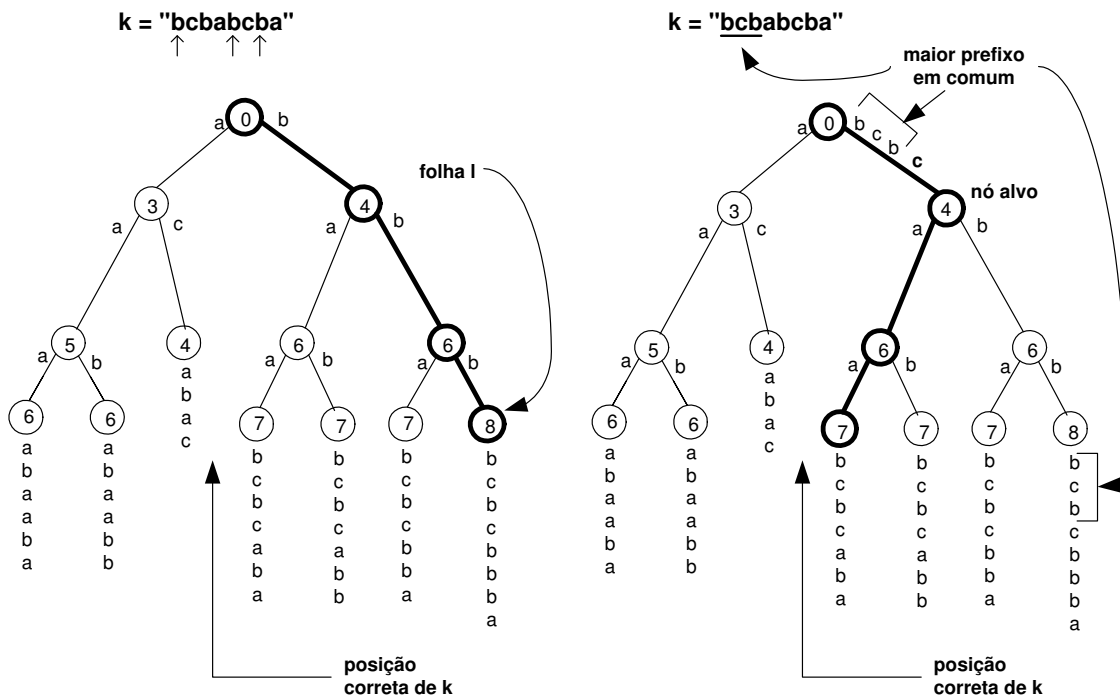 k = "bcbabcba"
a 0 b
folha l
a 3 c
a 4 b
a 5 b
4
a 6 b
a 6 b
6
6
7
7
7
8
a b a a b a
a b a a b b
a b a c
b c b c a b a
b c b c a b b
b c b c b b a
b c b c b b b a
posição
correta de k
k = "bcbabcba"
maior prefixo
em comum
a 0 b c b c
nó alvo
a 3 c
a 4 b
a 5 b
4
a 6 b
a 6 b
6
6
7
7
7
8
a b a a b a
a b a a b b
a b a c
b c b c a b a
b c b c a b b
b c b c b b a
b c b c b b b a
posição
correta de k